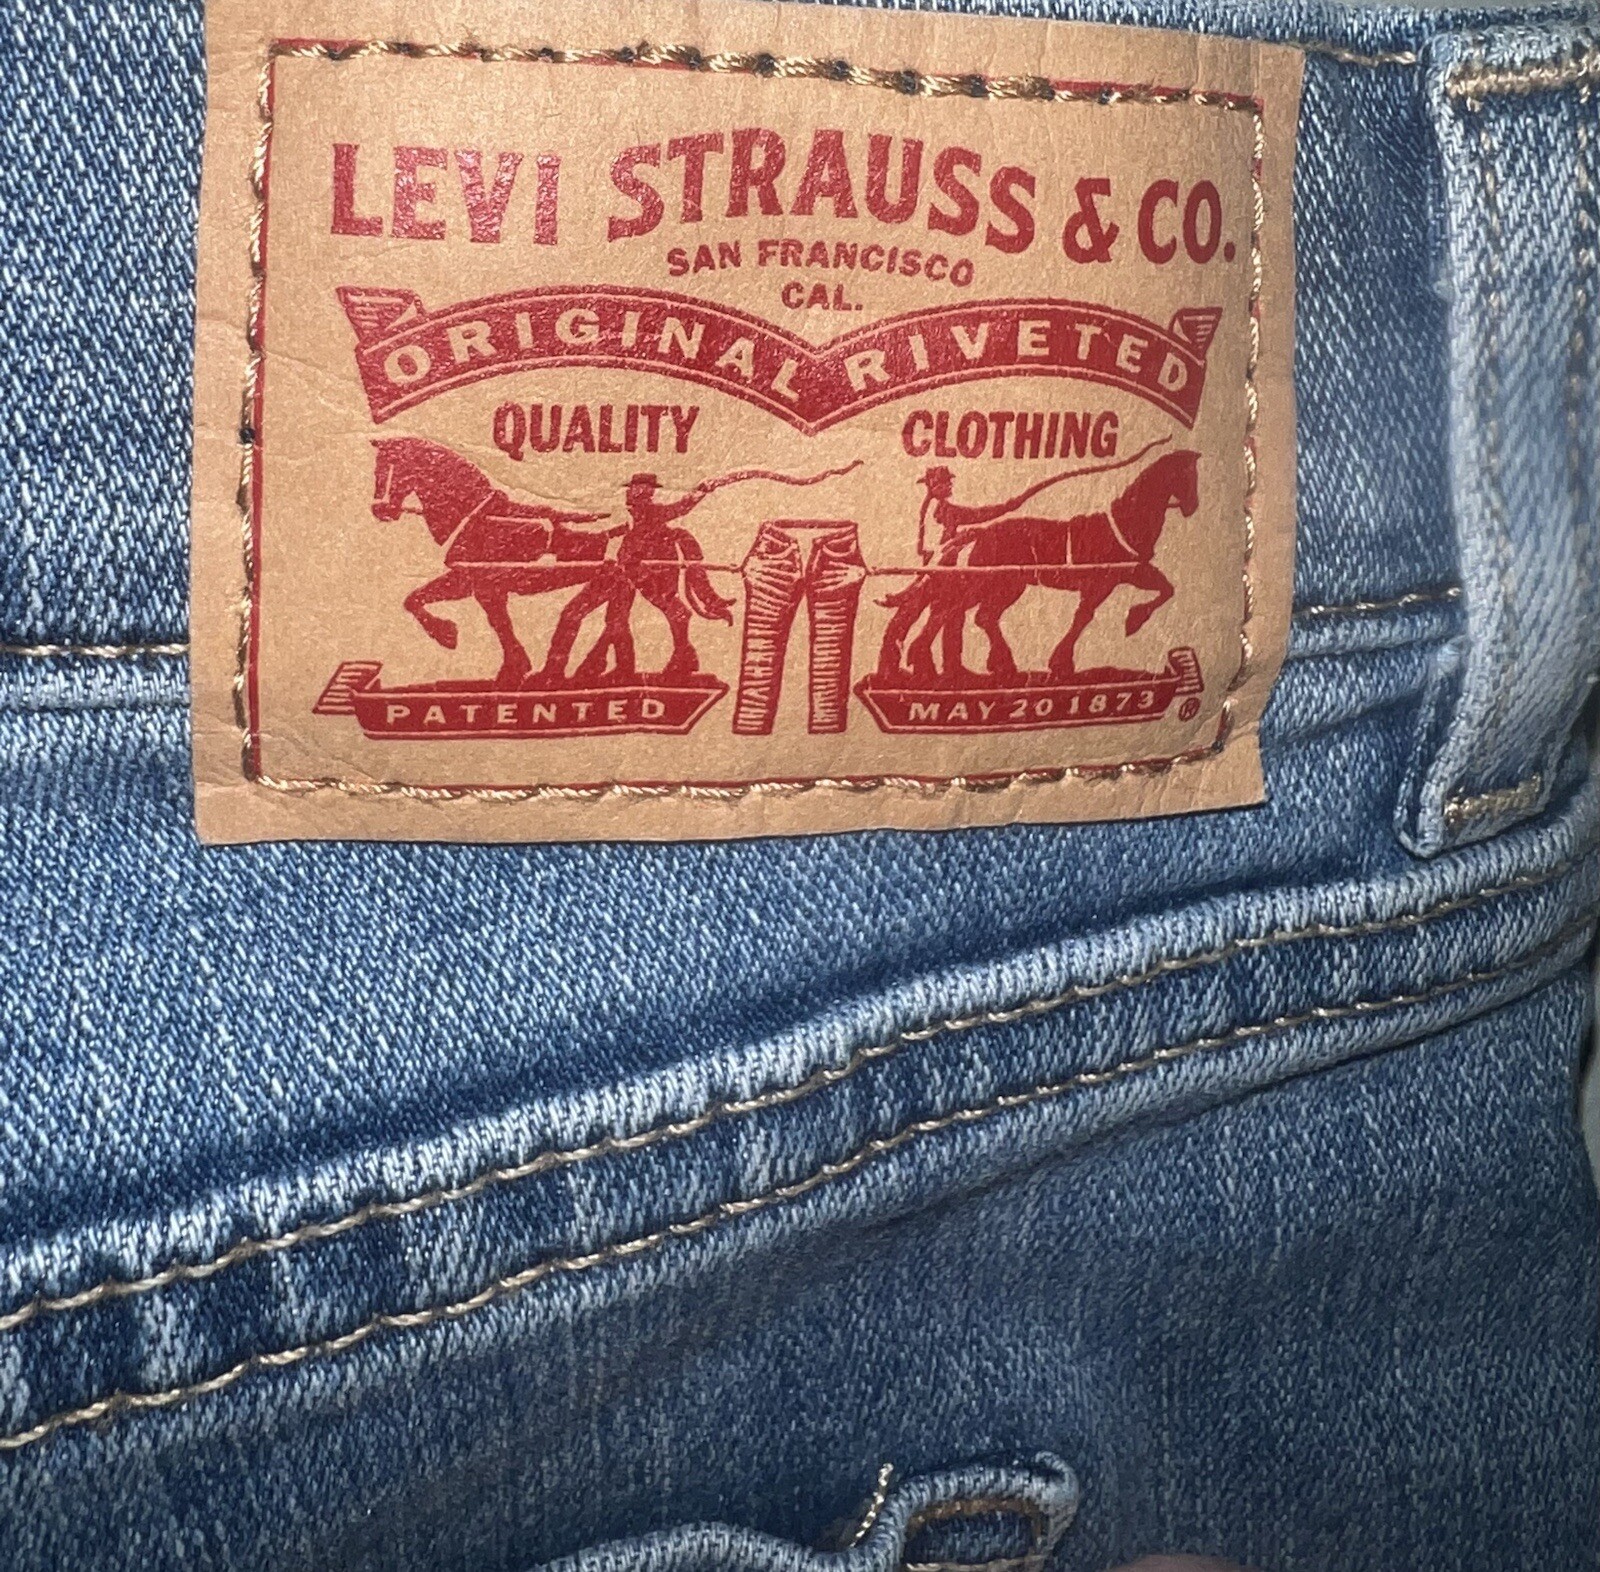 LEVI STRAUSS & CO.
SAN FRANCISCO
CAL.
ORIGINAL RIVETED
QUALITY CLOTHING
PATENTED MAY 20 1873 ®